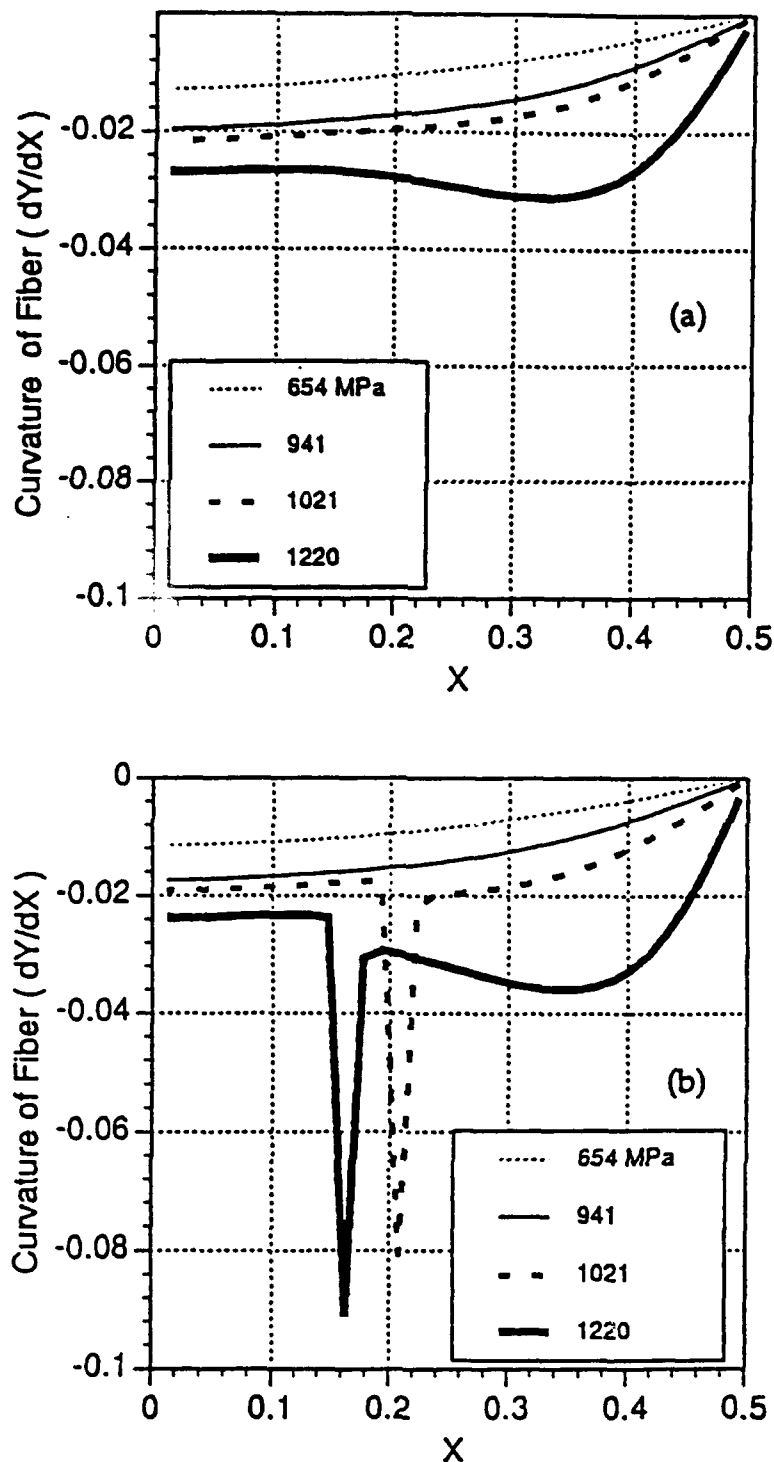 -0.02
-0.04
-0.06
-0.08
-0.1
Curvature of Fiber ( dY/dX )
(a)
654 MPa
941
1021
1220
0 0.1 0.2 0.3 0.4 0.5
X
0
-0.02
-0.04
-0.06
-0.08
-0.1
Curvature of Fiber ( dY/dX )
(b)
654 MPa
941
1021
1220
0 0.1 0.2 0.3 0.4 0.5
X